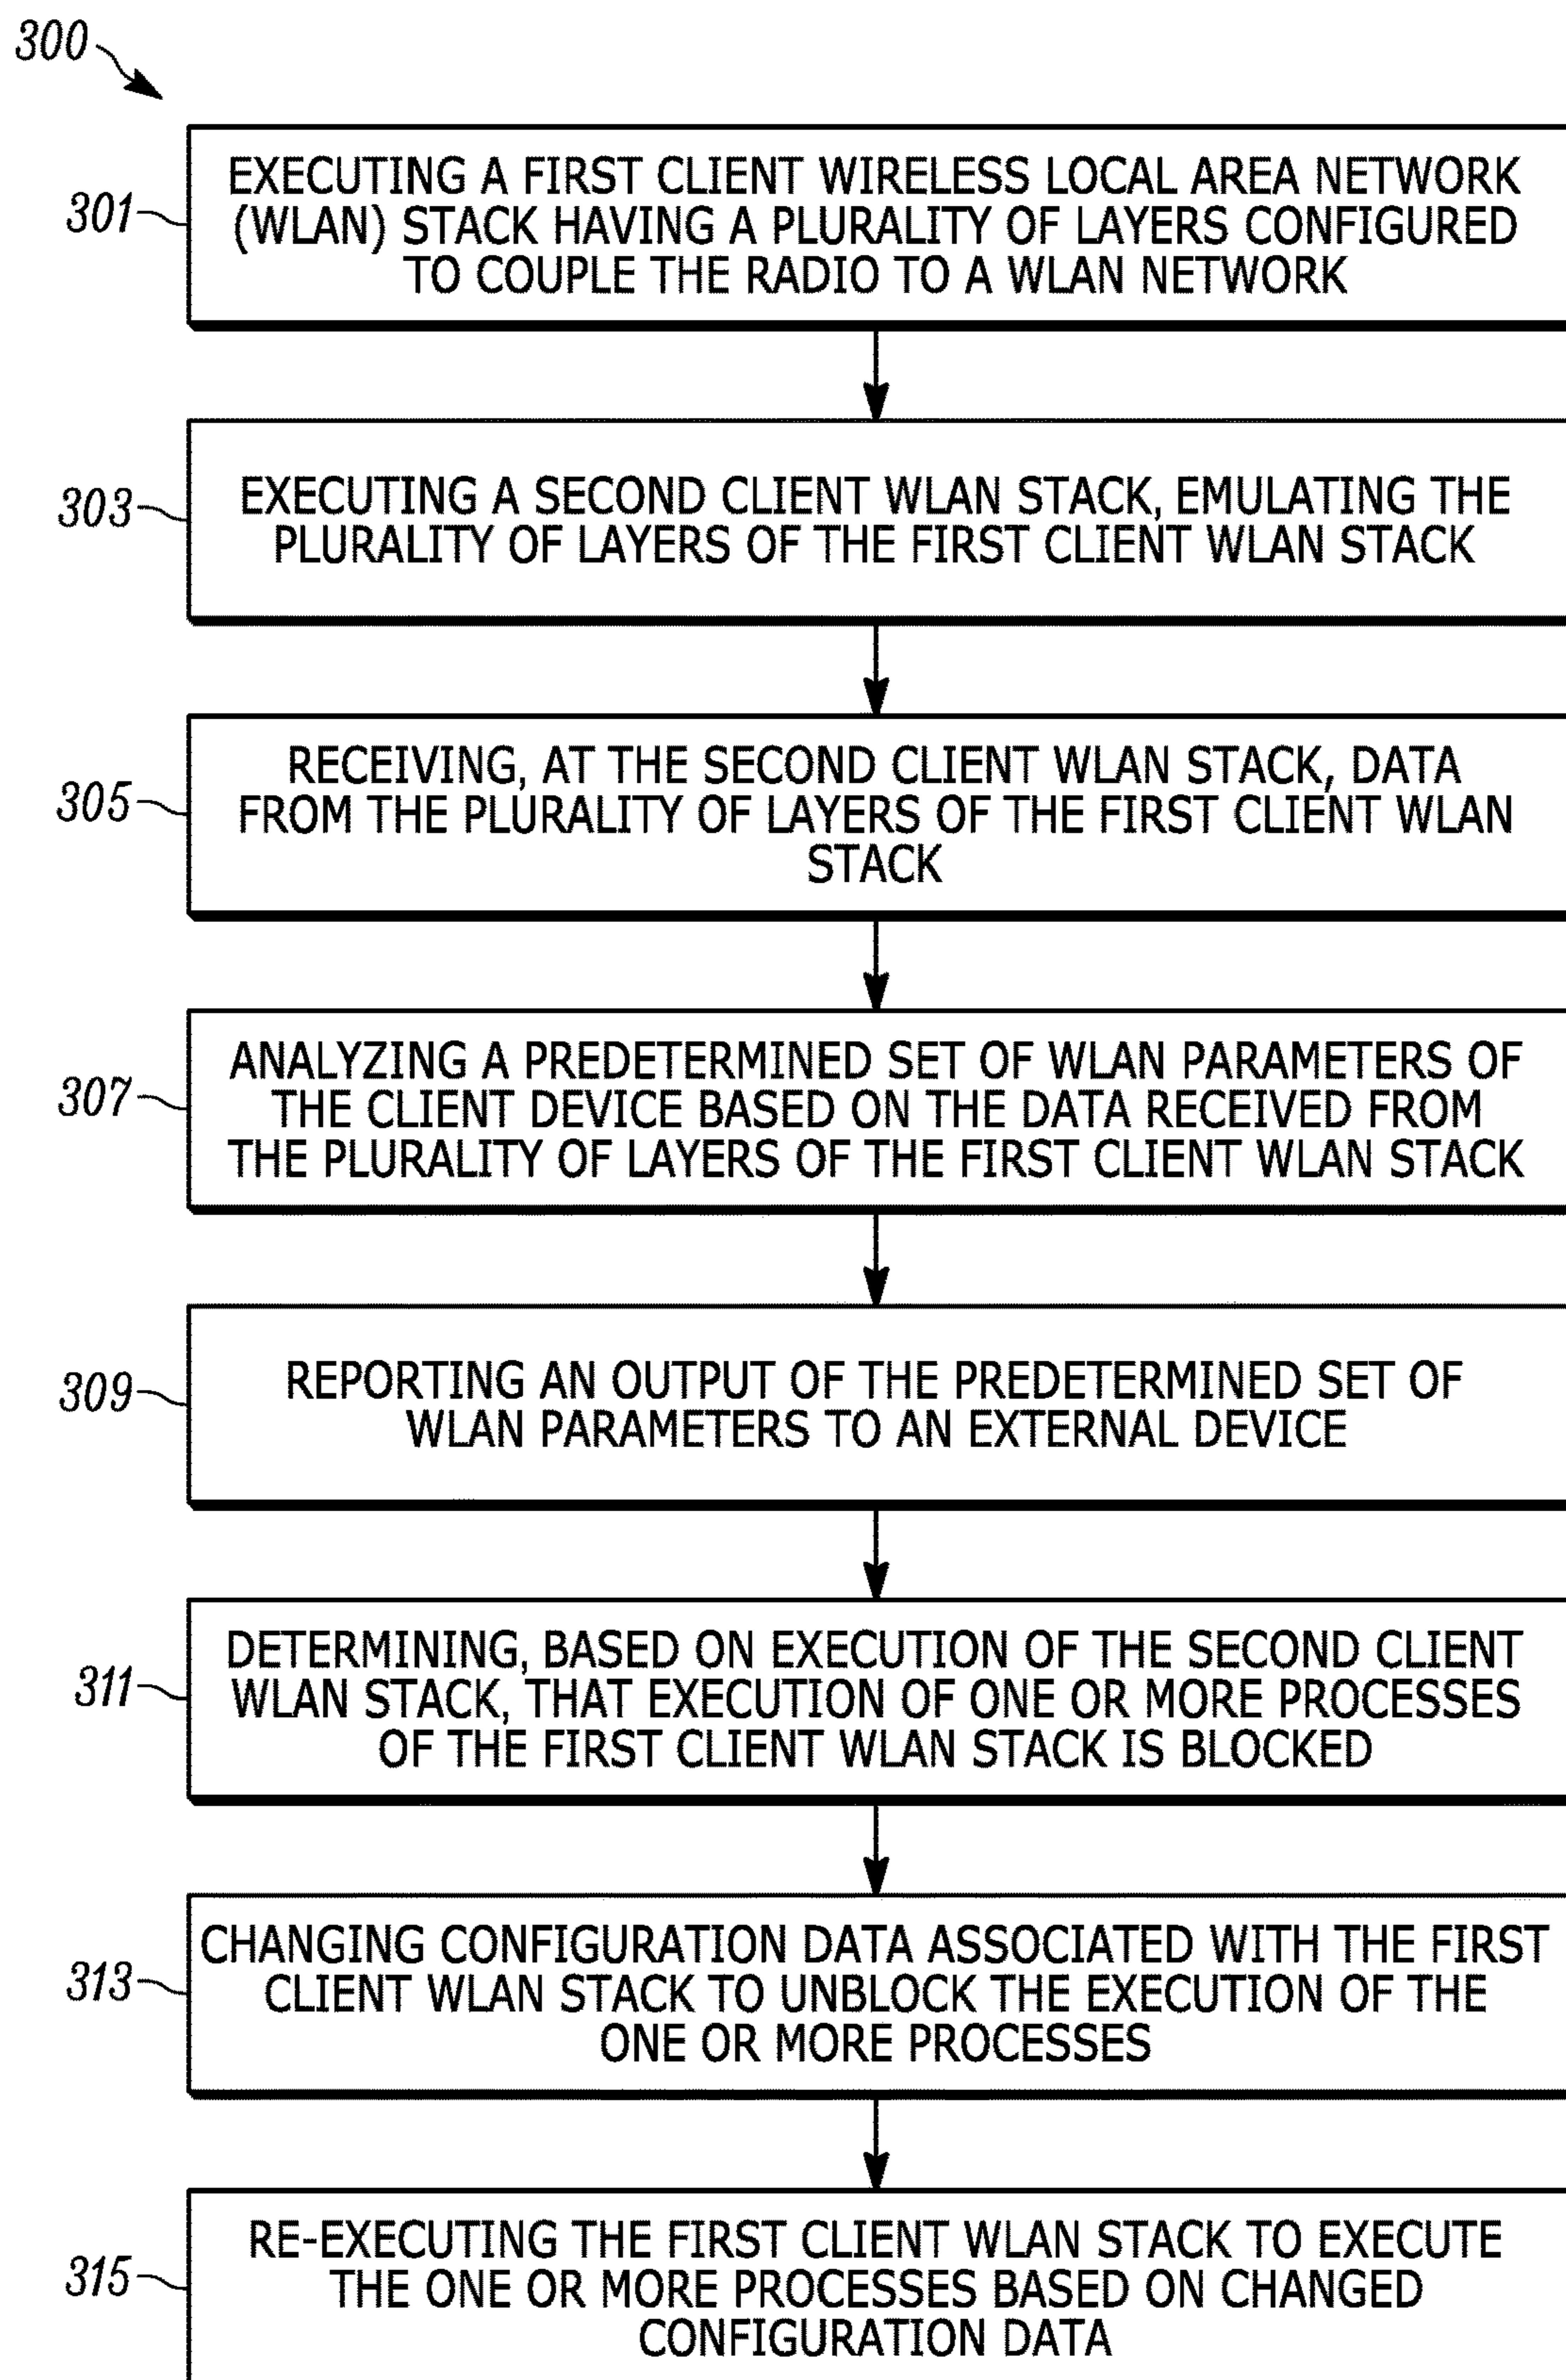 300
301
EXECUTING A FIRST CLIENT WIRELESS LOCAL AREA NETWORK
(WLAN) STACK HAVING A PLURALITY OF LAYERS CONFIGURED
TO COUPLE THE RADIO TO A WLAN NETWORK
303
EXECUTING A SECOND CLIENT WLAN STACK, EMULATING THE
PLURALITY OF LAYERS OF THE FIRST CLIENT WLAN STACK
305
RECEIVING, AT THE SECOND CLIENT WLAN STACK, DATA
FROM THE PLURALITY OF LAYERS OF THE FIRST CLIENT WLAN
STACK
307
ANALYZING A PREDETERMINED SET OF WLAN PARAMETERS OF
THE CLIENT DEVICE BASED ON THE DATA RECEIVED FROM
THE PLURALITY OF LAYERS OF THE FIRST CLIENT WLAN STACK
309
REPORTING AN OUTPUT OF THE PREDETERMINED SET OF
WLAN PARAMETERS TO AN EXTERNAL DEVICE
311
DETERMINING, BASED ON EXECUTION OF THE SECOND CLIENT
WLAN STACK, THAT EXECUTION OF ONE OR MORE PROCESSES
OF THE FIRST CLIENT WLAN STACK IS BLOCKED
313
CHANGING CONFIGURATION DATA ASSOCIATED WITH THE FIRST
CLIENT WLAN STACK TO UNBLOCK THE EXECUTION OF THE
ONE OR MORE PROCESSES
315
RE-EXECUTING THE FIRST CLIENT WLAN STACK TO EXECUTE
THE ONE OR MORE PROCESSES BASED ON CHANGED
CONFIGURATION DATA